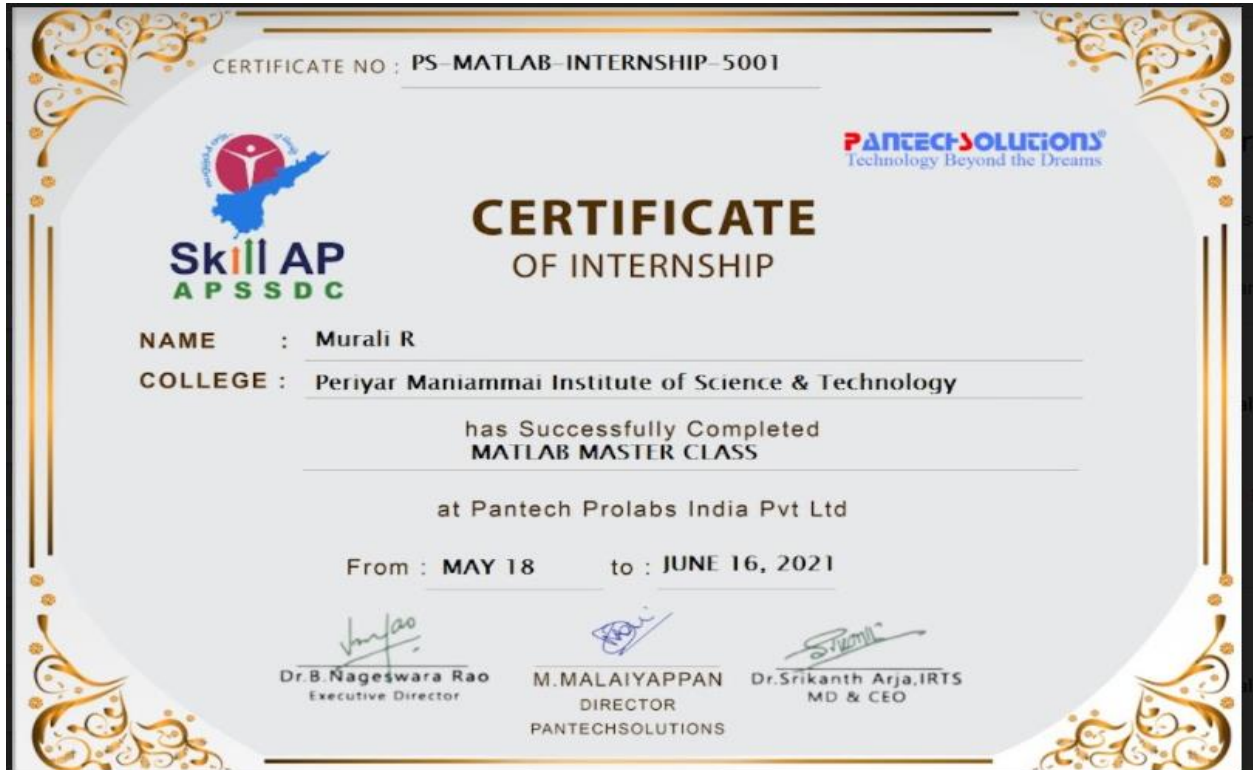 CERTIFICATE NO : PS-MATLAB-INTERNSHIP-5001
PANTECHSOLUTIONS®
Technology Beyond the Dreams
Skill AP
APSSDC
CERTIFICATE
OF INTERNSHIP
NAME : Murali R
COLLEGE : Periyar Maniammai Institute of Science & Technology
has Successfully Completed
MATLAB MASTER CLASS
at Pantech Prolabs India Pvt Ltd
From : MAY 18 to : JUNE 16, 2021
Dr.B.Nageswara Rao
Executive Director
M.MALAIYAPPAN
DIRECTOR
PANTECHSOLUTIONS
Dr.Srikanth Arja,IRTS
MD & CEO